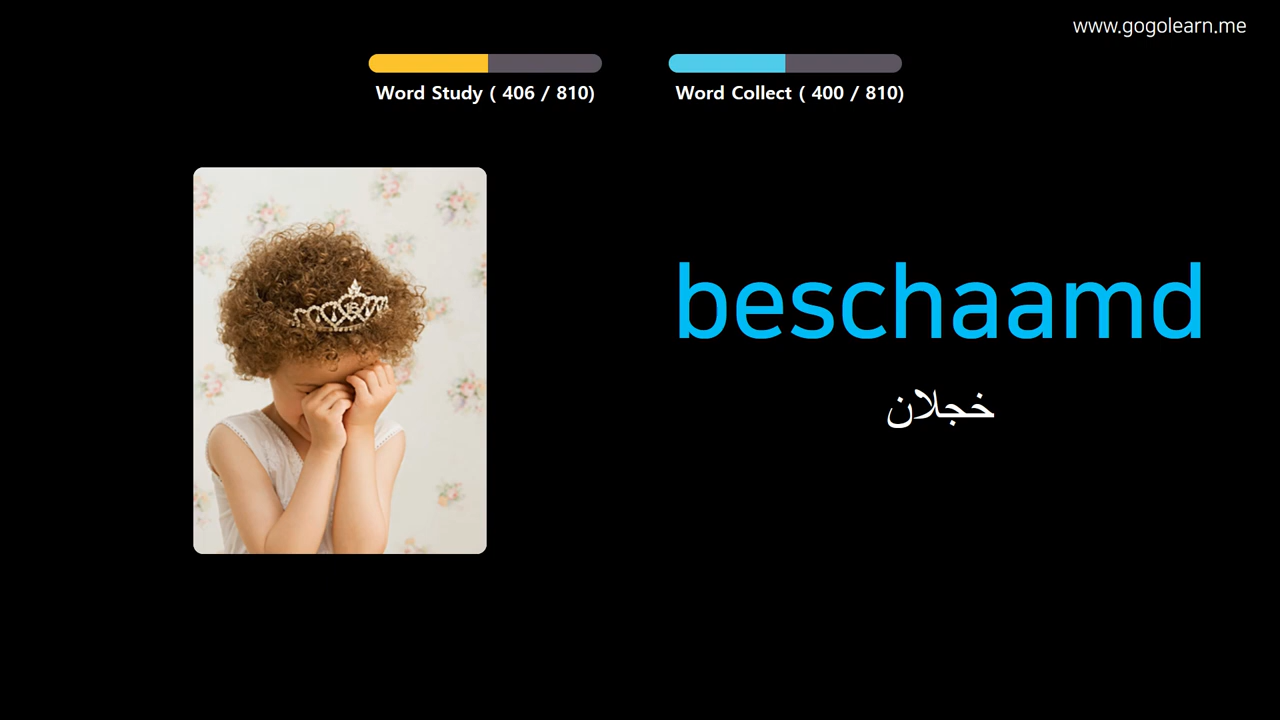 www.gogolearn.me
Word Study ( 406 / 810)
Word Collect ( 400 / 810)
beschaamd
خجلان